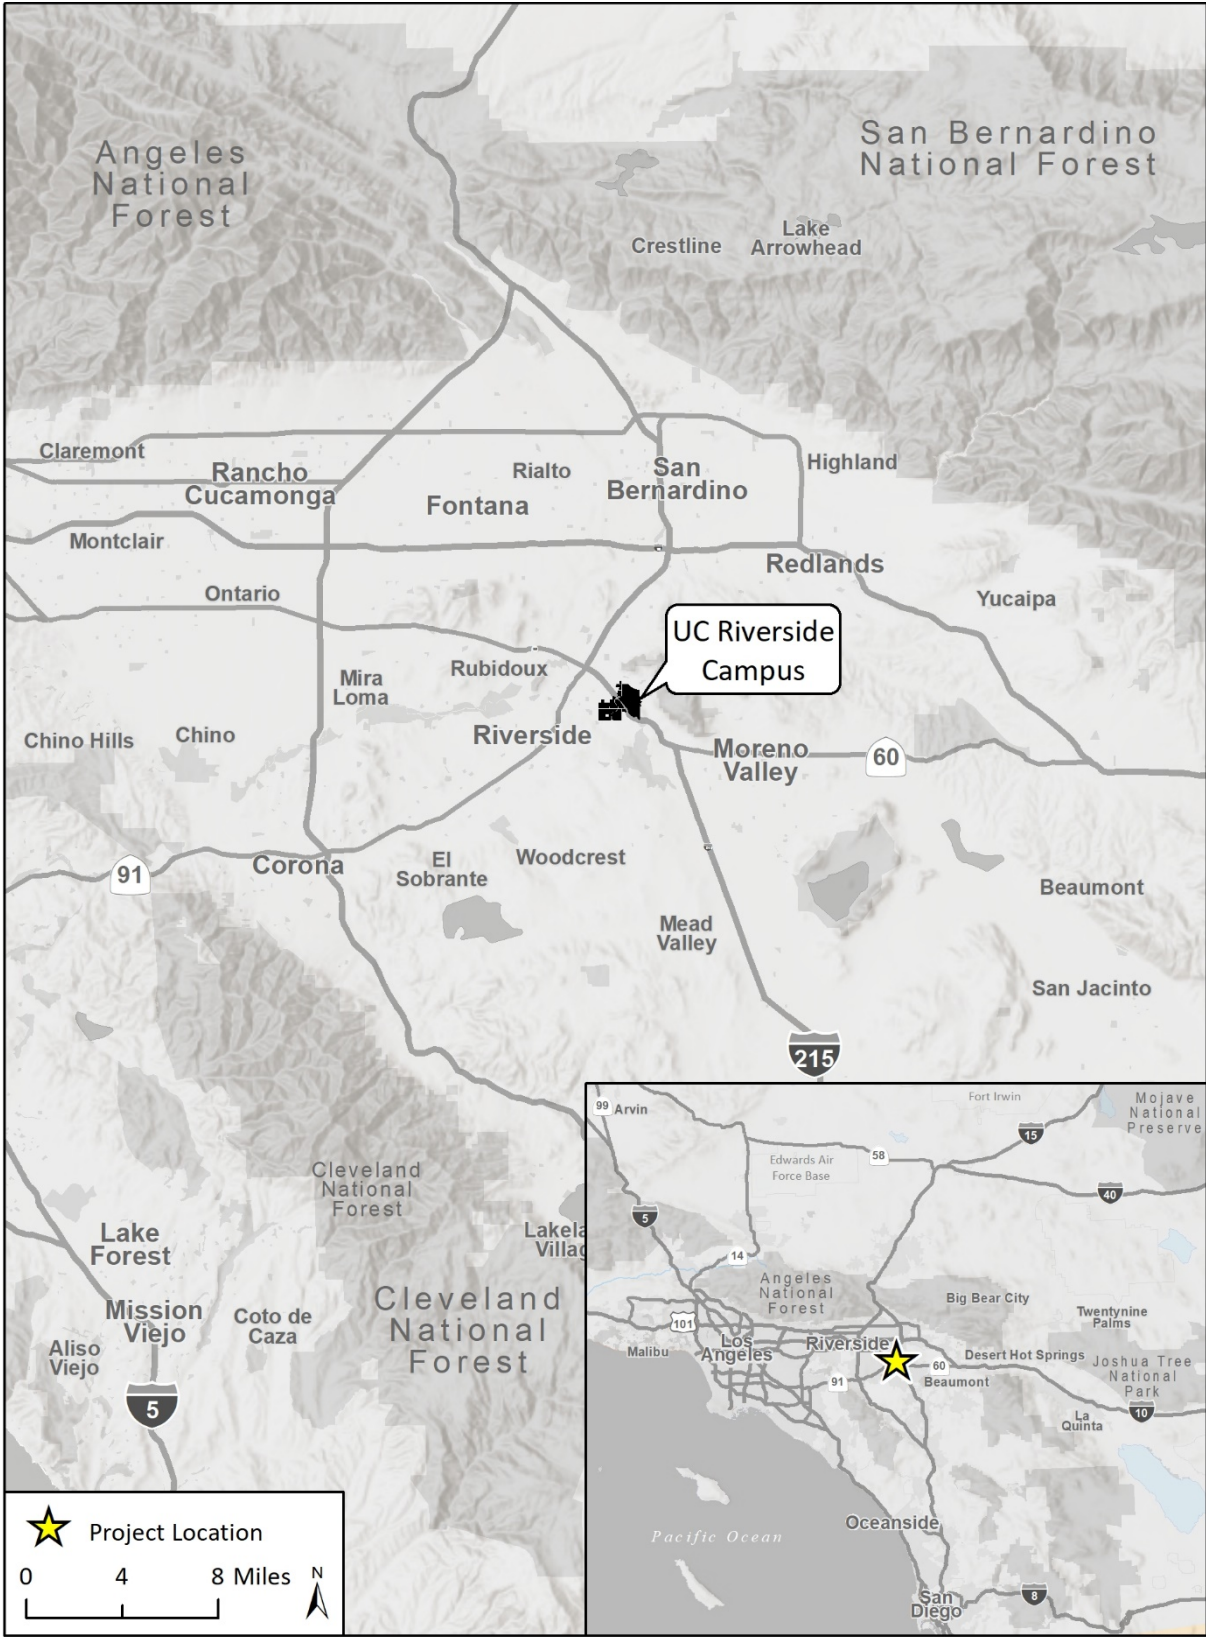 Angeles
National
Forest
San Bernardino
National Forest
Crestline
Lake
Arrowhead
Claremont
Rancho
Cucamonga
Rialto
Fontana
San
Bernardino
Highland
Montclair
Redlands
Ontario
Yucaipa
UC Riverside
Campus
Rubidoux
Mira
Loma
Chino Hills
Chino
Riverside
Moreno
Valley
60
91
Corona
El
Sobrante
Woodcrest
Beaumont
Mead
Valley
San Jacinto
215
Cleveland
National
Forest
Lake
Forest
Lakela
Villag
Mission
Viejo
Coto de
Caza
Cleveland
National
Forest
Aliso
Viejo
5
Project Location
0 4 8 Miles
N
99
Arvin
Fort Irwin
Mojave
National
Preserve
15
58
Edwards Air
Force Base
40
5
14
Angeles
National
Forest
Big Bear City
Twentynine
Palms
101
Malibu
Los
Angeles
Riverside
60
Desert Hot Springs
Joshua Tree
National
Park
91
Beaumont
La
Quinta
10
Oceanside
Pacific Ocean
San
Diego
8